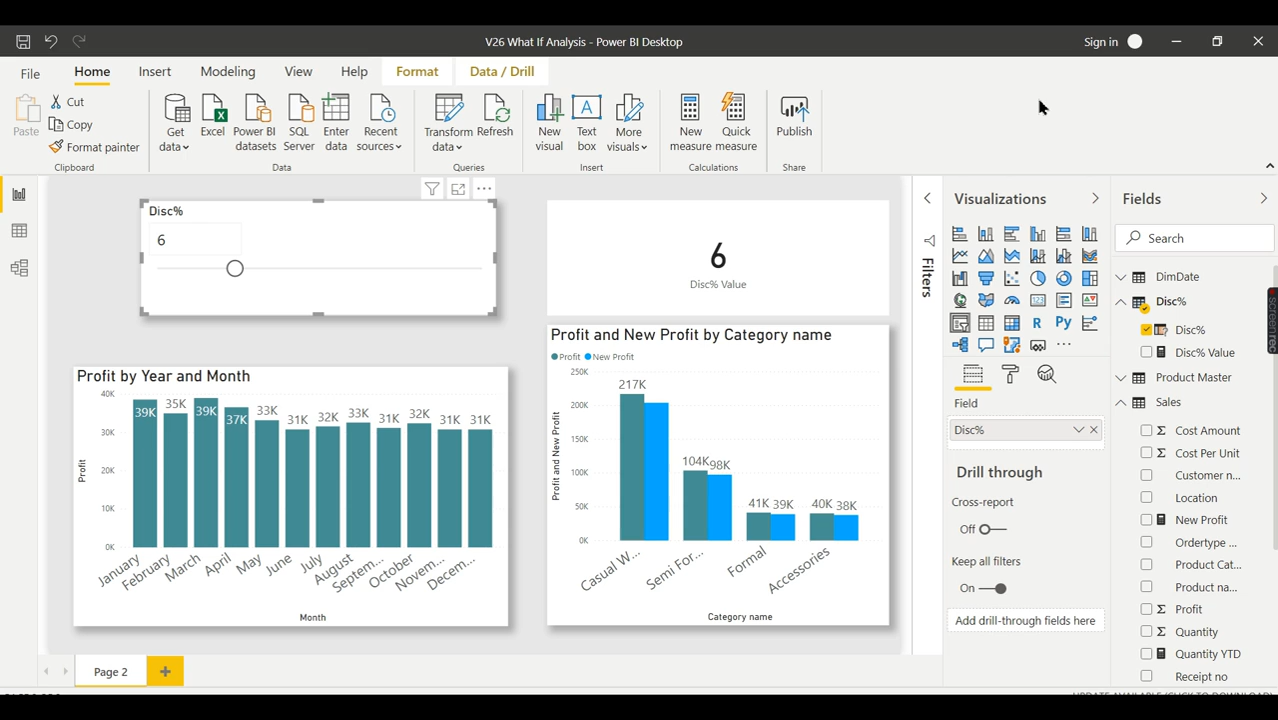 V26 What If Analysis - Power BI Desktop
Sign in
File Home Insert Modeling View Help Format Data / Drill
Paste
Cut
Copy
Format painter
Clipboard
Get data
Excel
Power BI datasets
SQL Server
Enter data
Recent sources
Data
Transform data
Refresh
Queries
New visual
Text box
More visuals
Insert
New measure
Quick measure
Calculations
Publish
Share
Disc%
6
6
Disc% Value
Profit by Year and Month
40K
30K
20K
10K
0K
Profit
39K 35K 39K 37K 33K 31K 32K 33K 31K 32K 31K 31K
January February March April May June July August Septem... October Novem... Decem...
Month
Profit and New Profit by Category name
Profit New Profit
250K
200K
150K
100K
50K
0K
Profit and New Profit
217K
104K 98K
41K 39K
40K 38K
Casual W... Semi For... Formal Accessories
Category name
Filters
Visualizations
R Py
Field
Disc%
Drill through
Cross-report
Off
Keep all filters
On
Add drill-through fields here
Fields
Search
DimDate
Disc%
Disc%
Disc% Value
Product Master
Sales
Σ Cost Amount
Σ Cost Per Unit
Customer n...
Location
New Profit
Ordertype ...
Product Cat...
Product na...
Σ Profit
Σ Quantity
Quantity YTD
Receipt no
screenrec
Page 2
UPDATE AVAILABLE (CLICK TO DOWNLOAD)